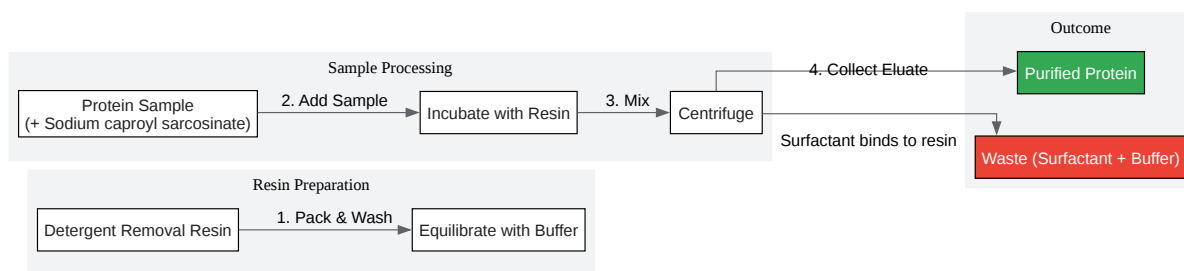 Sample Processing
Protein Sample
(+ Sodium caproyl sarcosinate)
2. Add Sample
Incubate with Resin
3. Mix
Centrifuge
4. Collect Eluate
Surfactant binds to resin
Outcome
Purified Protein
Waste (Surfactant + Buffer)
Resin Preparation
Detergent Removal Resin
1. Pack & Wash
Equilibrate with Buffer